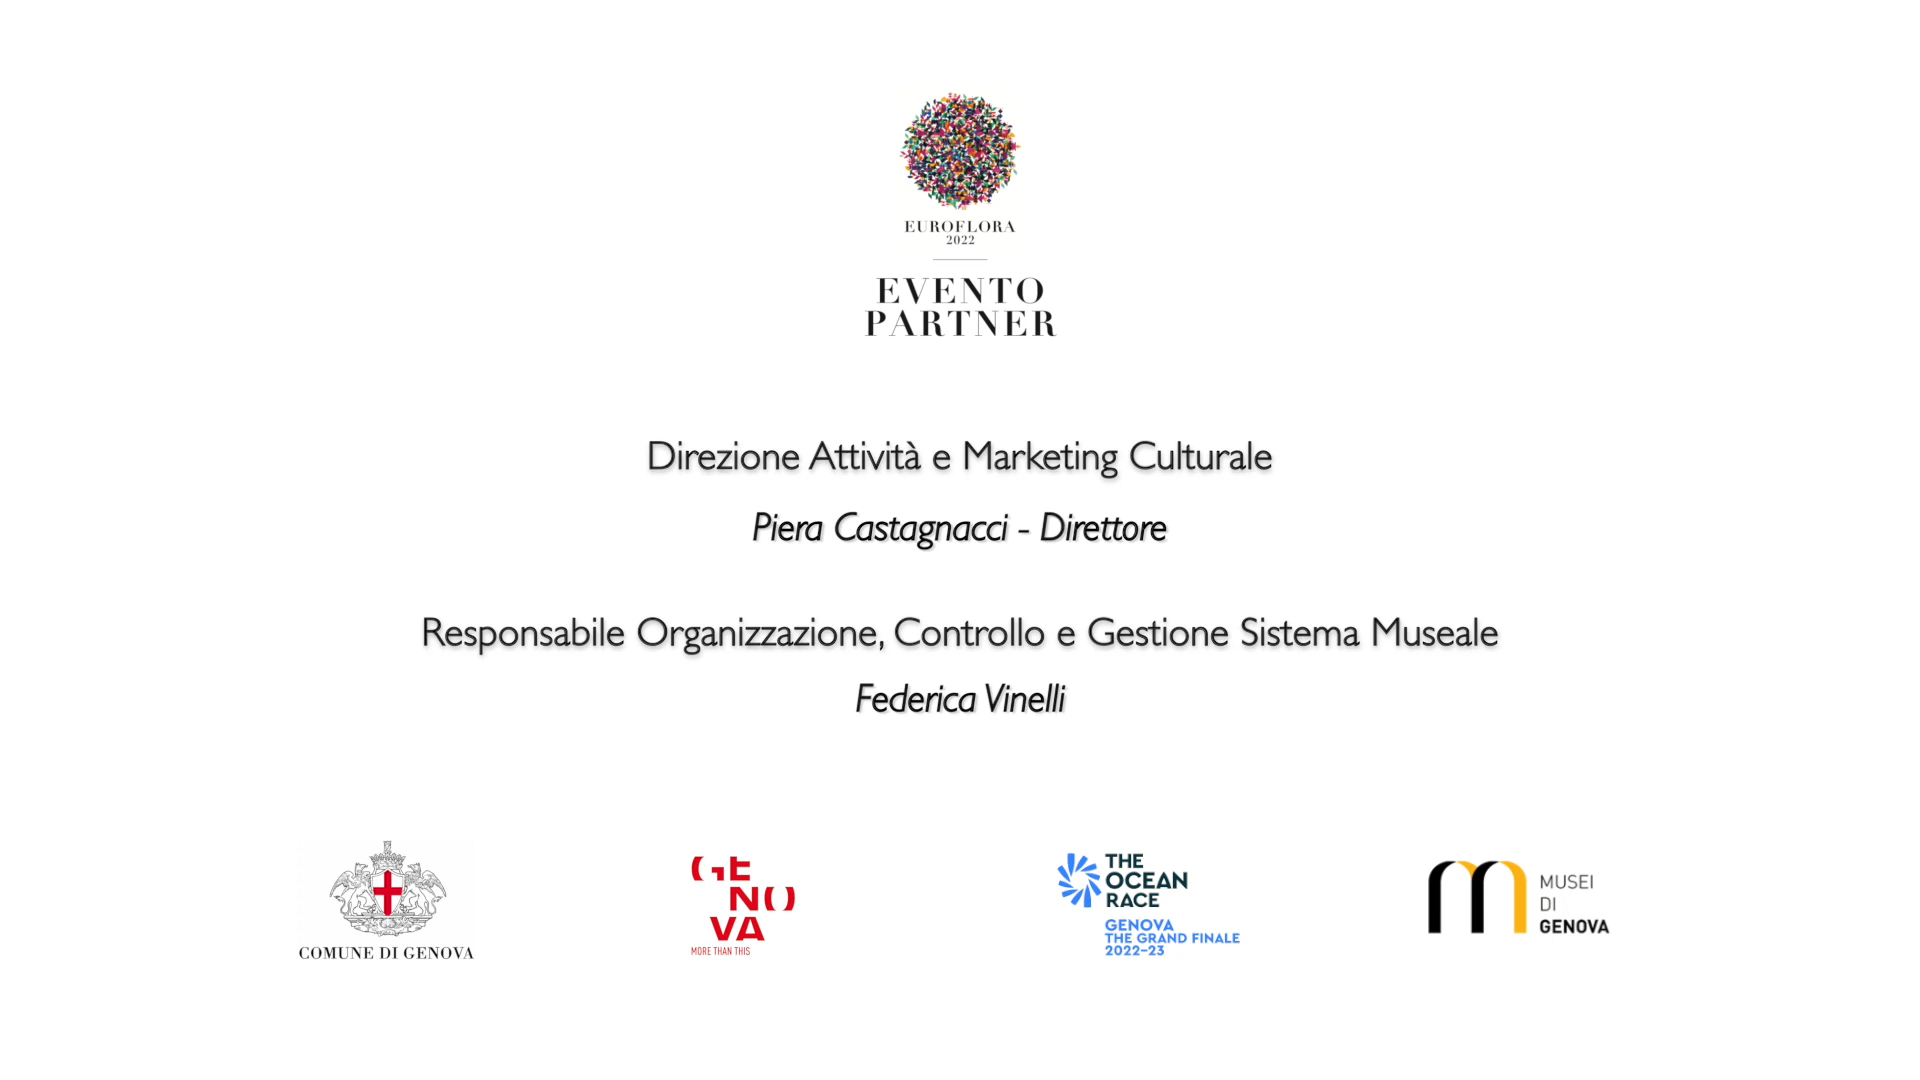 EUROFLORA
2022
EVENTO
PARTNER
Direzione Attività e Marketing Culturale
Piera Castagnacci - Direttore
Responsabile Organizzazione, Controllo e Gestione Sistema Museale
Federica Vinelli
COMUNE DI GENOVA
GE
NO
VA
MORE THAN THIS
THE
OCEAN
RACE
GENOVA
THE GRAND FINALE
2022-23
MUSEI
DI
GENOVA